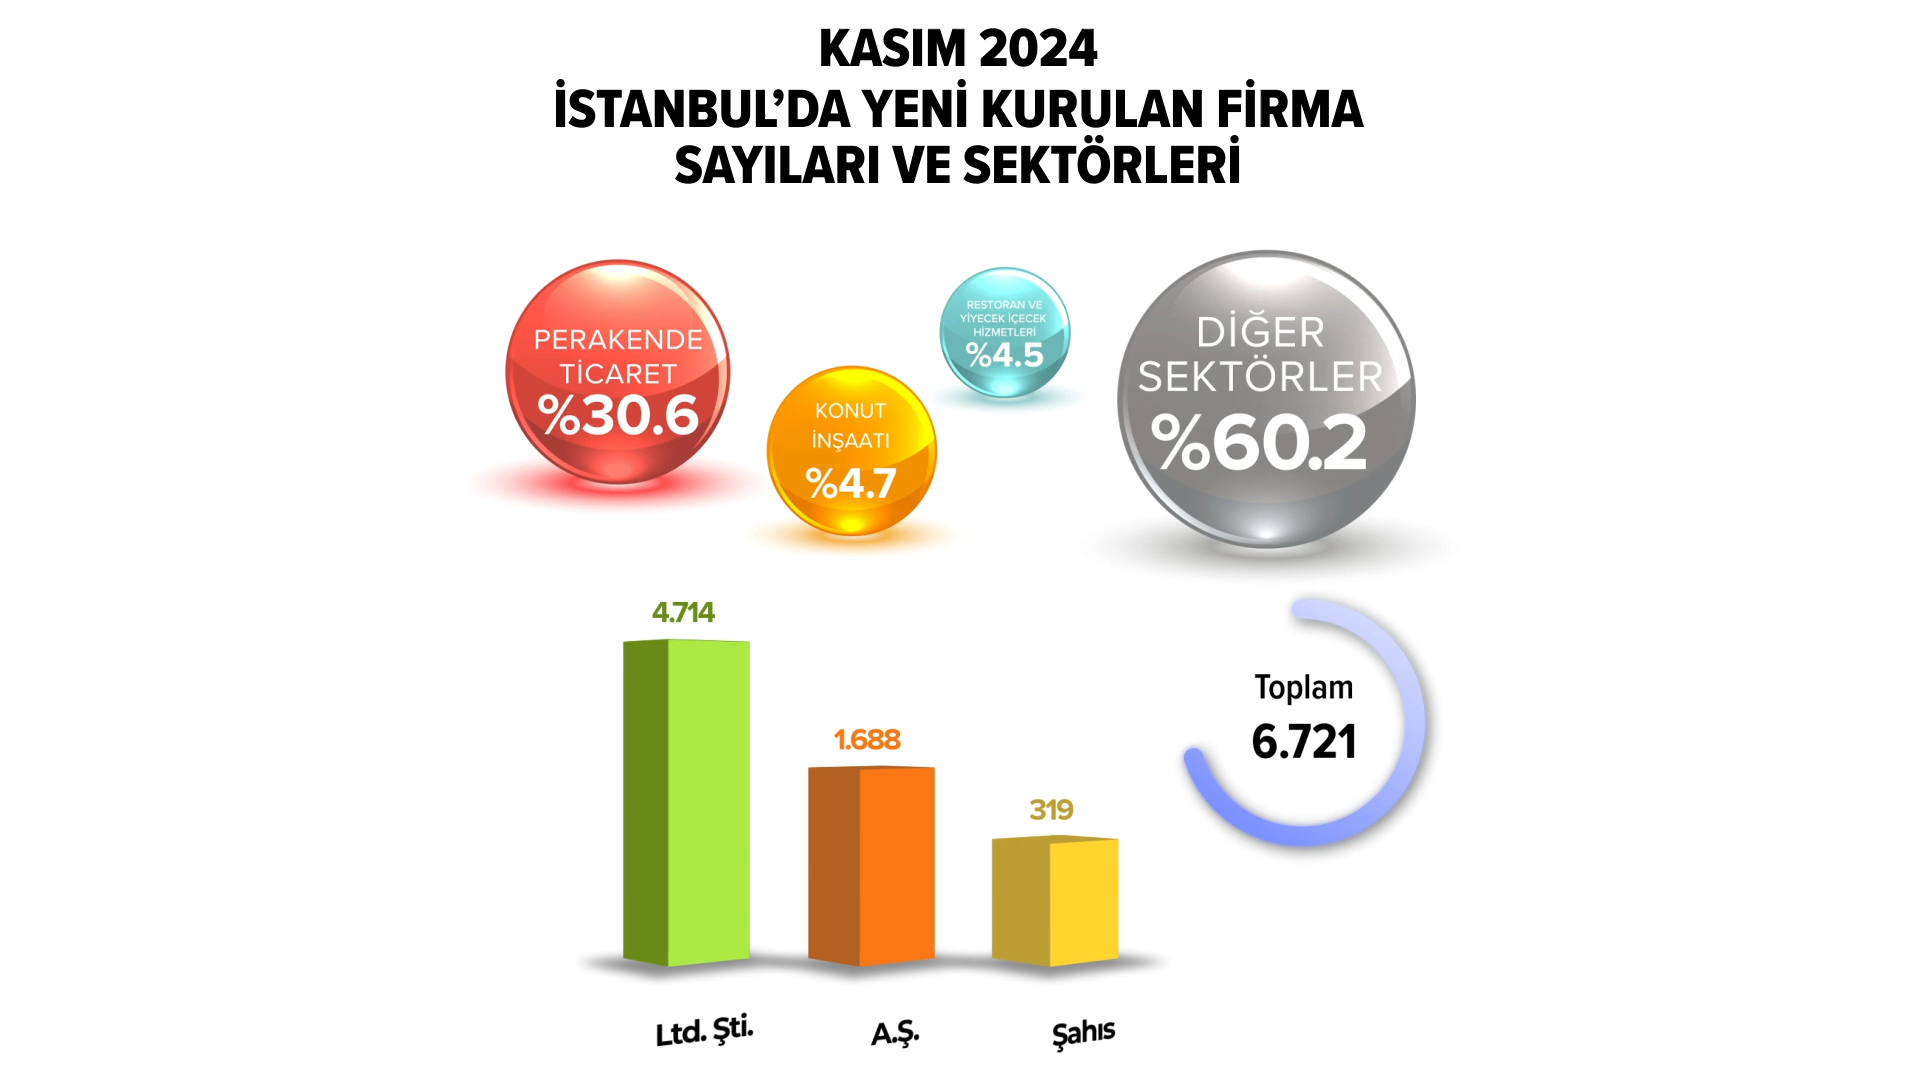 KASIM 2024
İSTANBUL’DA YENİ KURULAN FİRMA
SAYILARI VE SEKTÖRLERİ
PERAKENDE
TİCARET
%30.6
KONUT
İNŞAATI
%4.7
RESTORAN VE
YİYECEK İÇECEK
HİZMETLERİ
%4.5
DİĞER
SEKTÖRLER
%60.2
4.714
1.688
319
Toplam
6.721
Ltd. Şti.
A.Ş.
Şahıs